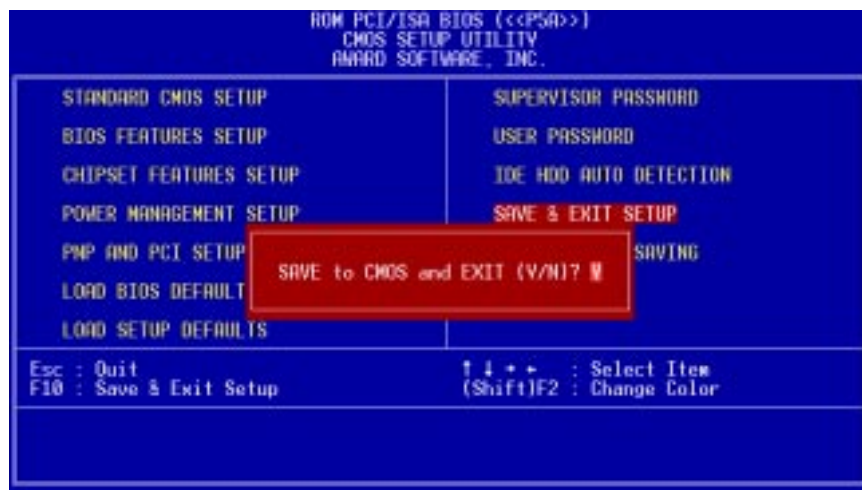 ROM PCI/ISA BIOS (<<P5A>>)
CMOS SETUP UTILITY
AWARD SOFTWARE, INC.
STANDARD CMOS SETUP
BIOS FEATURES SETUP
CHIPSET FEATURES SETUP
POWER MANAGEMENT SETUP
PNP AND PCI SETUP
LOAD BIOS DEFAULT
LOAD SETUP DEFAULTS
SUPERVISOR PASSWORD
USER PASSWORD
IDE HDD AUTO DETECTION
SAVE & EXIT SETUP
SAVING
SAVE to CMOS and EXIT (Y/N)? Y
Esc : Quit
F10 : Save & Exit Setup
↑ ↓ → ← : Select Item
(Shift)F2 : Change Color